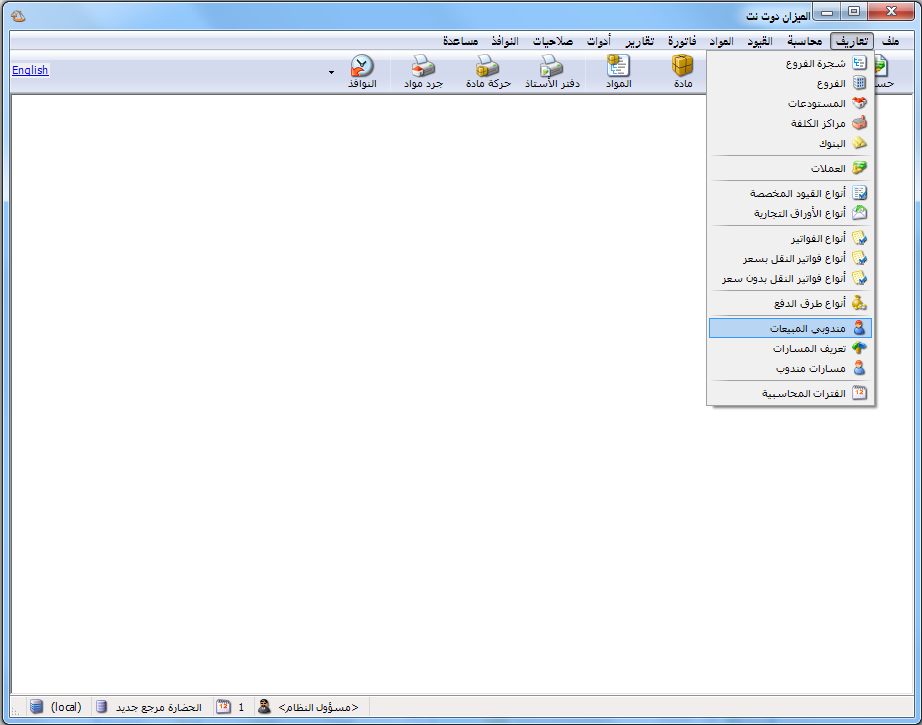 الميزان دوت نت
ملف تعاريف محاسبة القيود المواد فاتورة تقارير أدوات صلاحيات النوافذ مساعدة
مادة المواد دفتر الأستاذ حركة مادة جرد مواد النوافذ English
شجرة الفروع
الفروع
المستودعات
مراكز الكلفة
البنوك
العملات
أنواع القيود المخصصة
أنواع الأوراق التجارية
أنواع الفواتير
أنواع فواتير النقل بسعر
أنواع فواتير النقل بدون سعر
أنواع طرق الدفع
مندوبي المبيعات
تعريف المسارات
مسارات مندوب
الفترات المحاسبية
12
(local) الحضارة مرجع جديد 12 1 <مسؤول النظام>